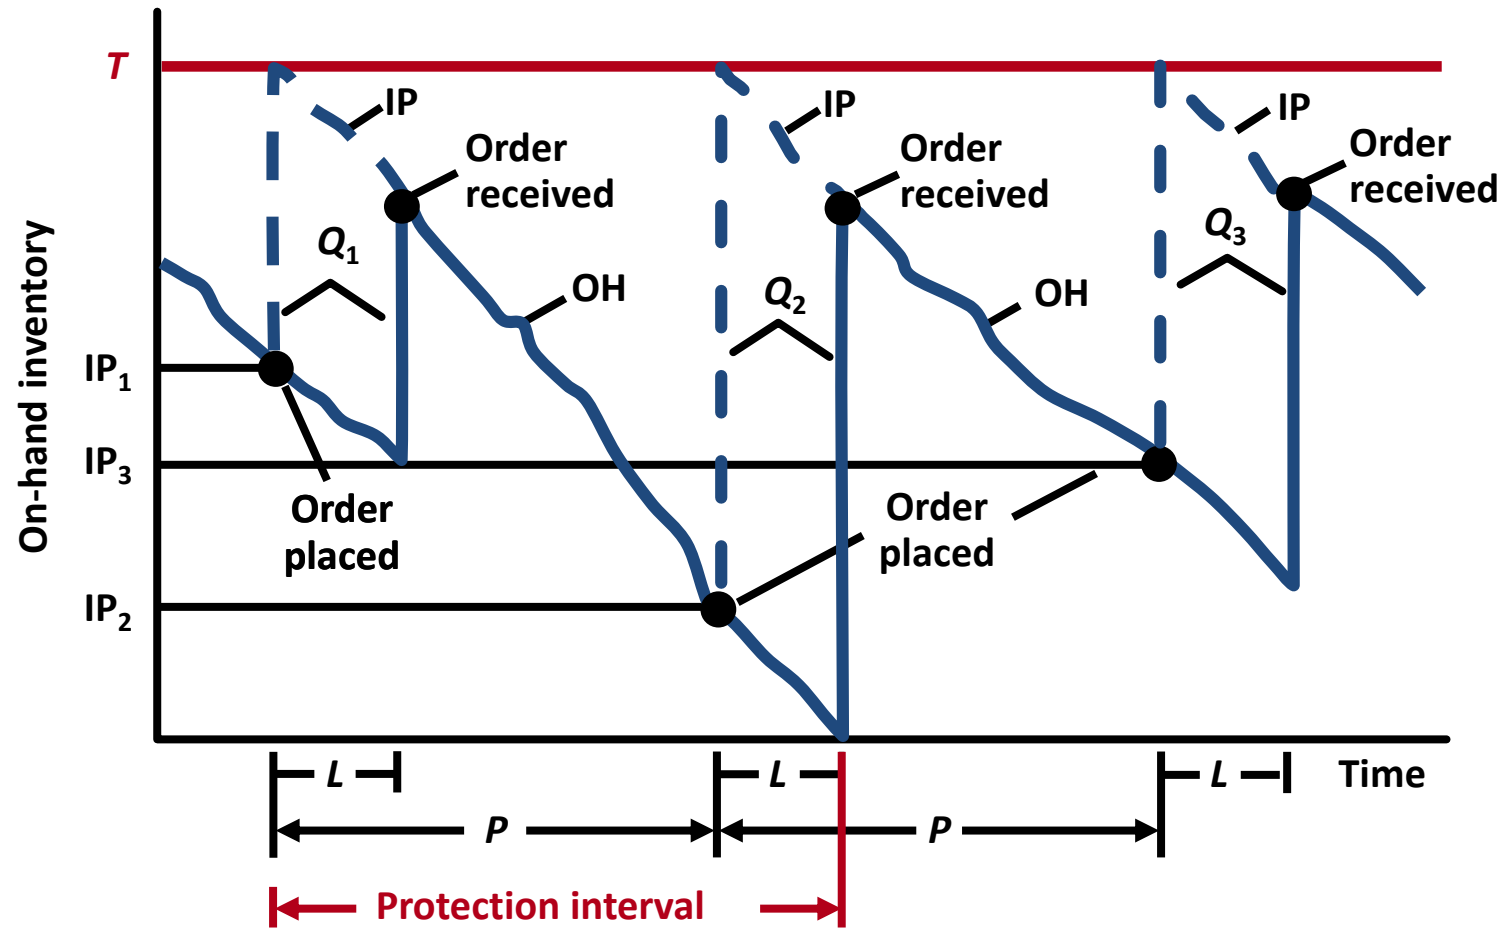 T
IP
Order
received
Q1
OH
IP
Order
received
Q2
OH
IP
Order
received
Q3
On-hand inventory
IP1
IP3
IP2
Order
placed
Order
placed
L
L
L
Time
P
P
Protection interval